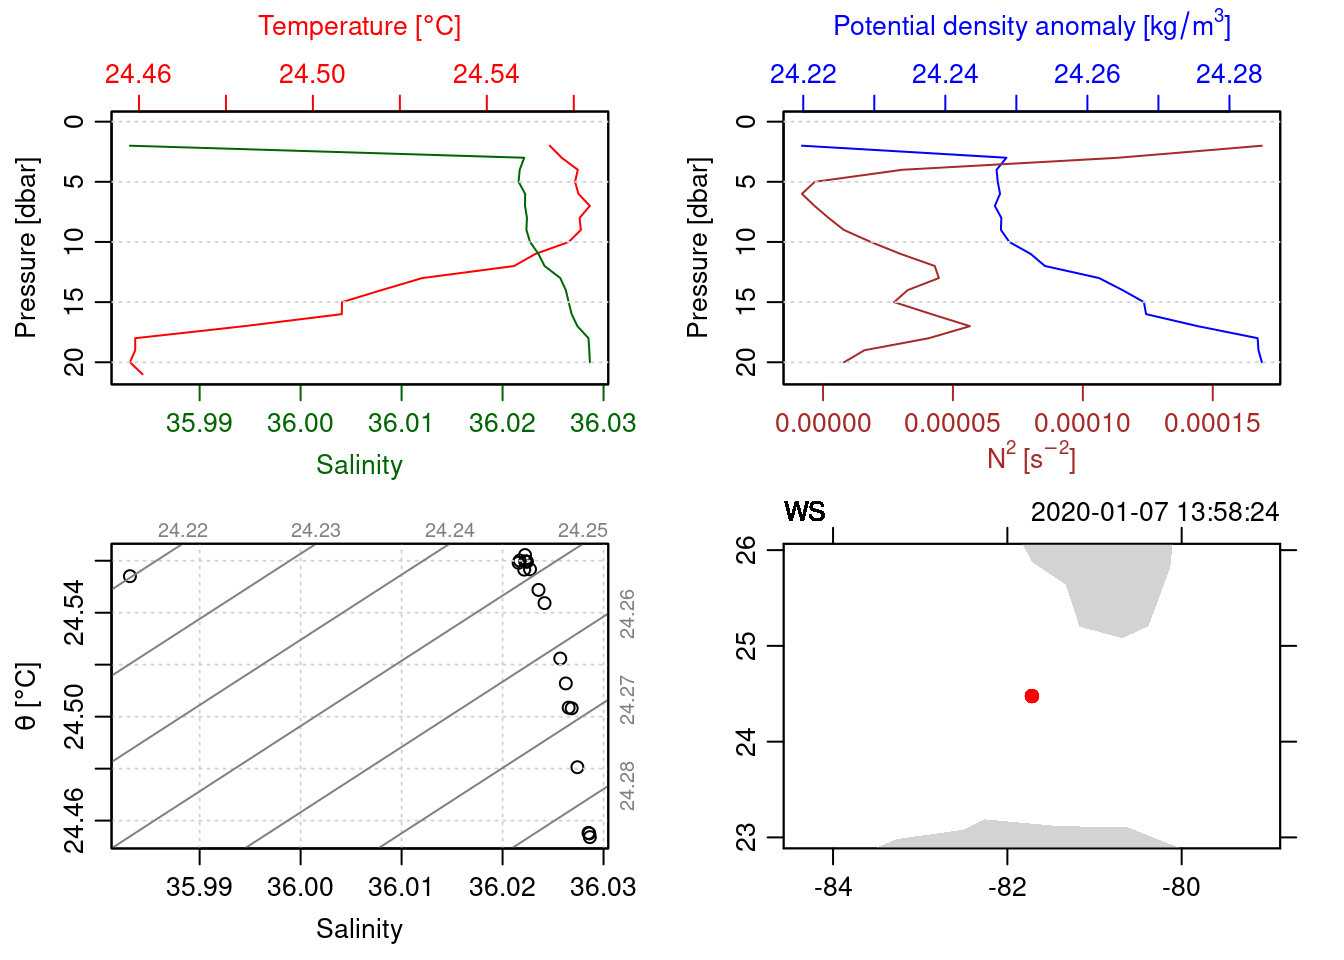 Temperature [°C]
24.46 24.50 24.54
Pressure [dbar]
0 5 10 15 20
35.99 36.00 36.01 36.02 36.03
Salinity
Potential density anomaly [kg/m³]
24.22 24.24 24.26 24.28
Pressure [dbar]
0 5 10 15 20
0.00000 0.00005 0.00010 0.00015
N² [s⁻²]
24.22 24.23 24.24 24.25
24.26
24.27
24.28
θ [°C]
24.54 24.50 24.46
35.99 36.00 36.01 36.02 36.03
Salinity
WS 2020-01-07 13:58:24
26 25 24 23
-84 -82 -80